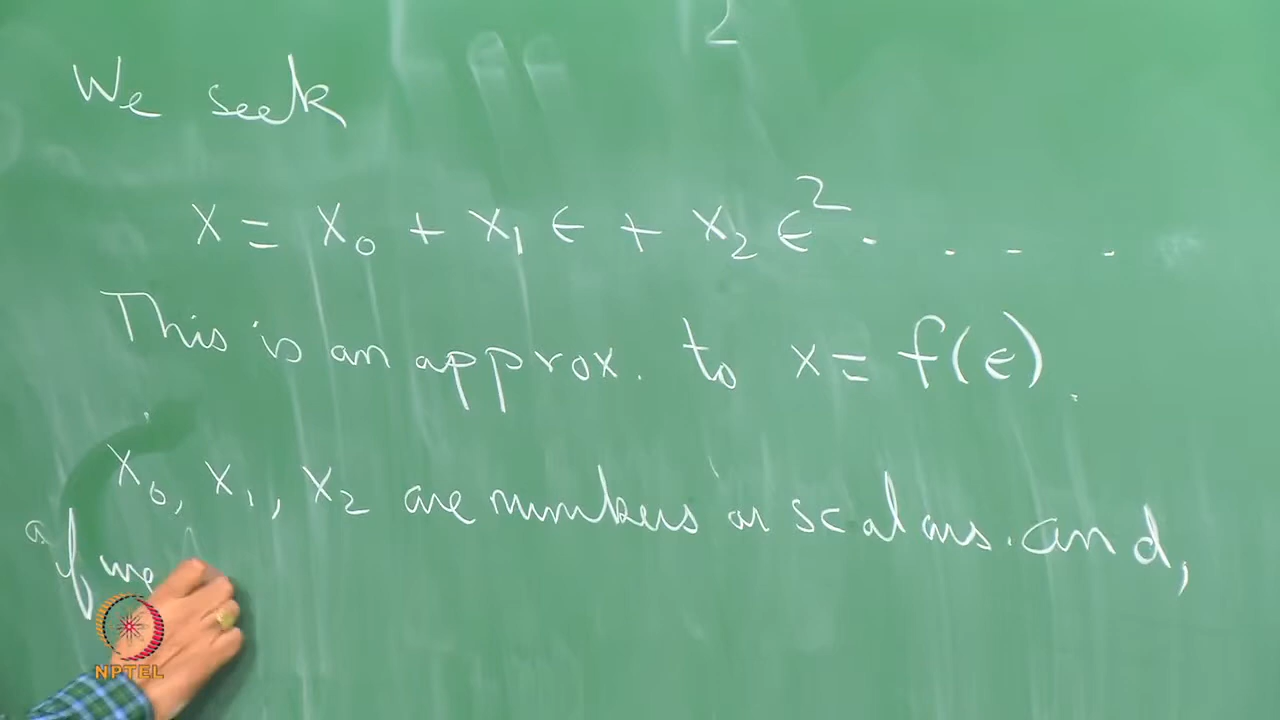 2
We seek
x = x₀ + x₁ ϵ + x₂ ϵ² . . . .
This is an approx. to x = f(ϵ).
x₀, x₁, x₂ are numbers or scalars. and,
if we
NPTEL